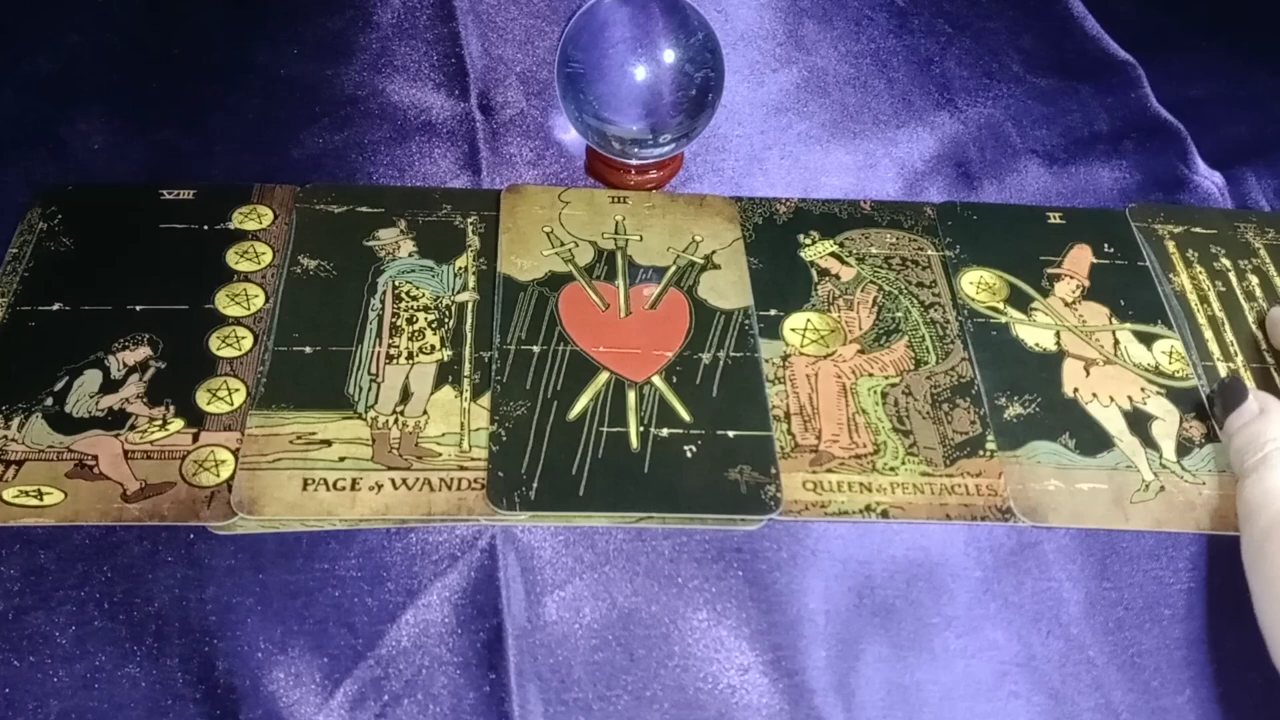 VIII
PAGE of WANDS
III
QUEEN of PENTACLES
II